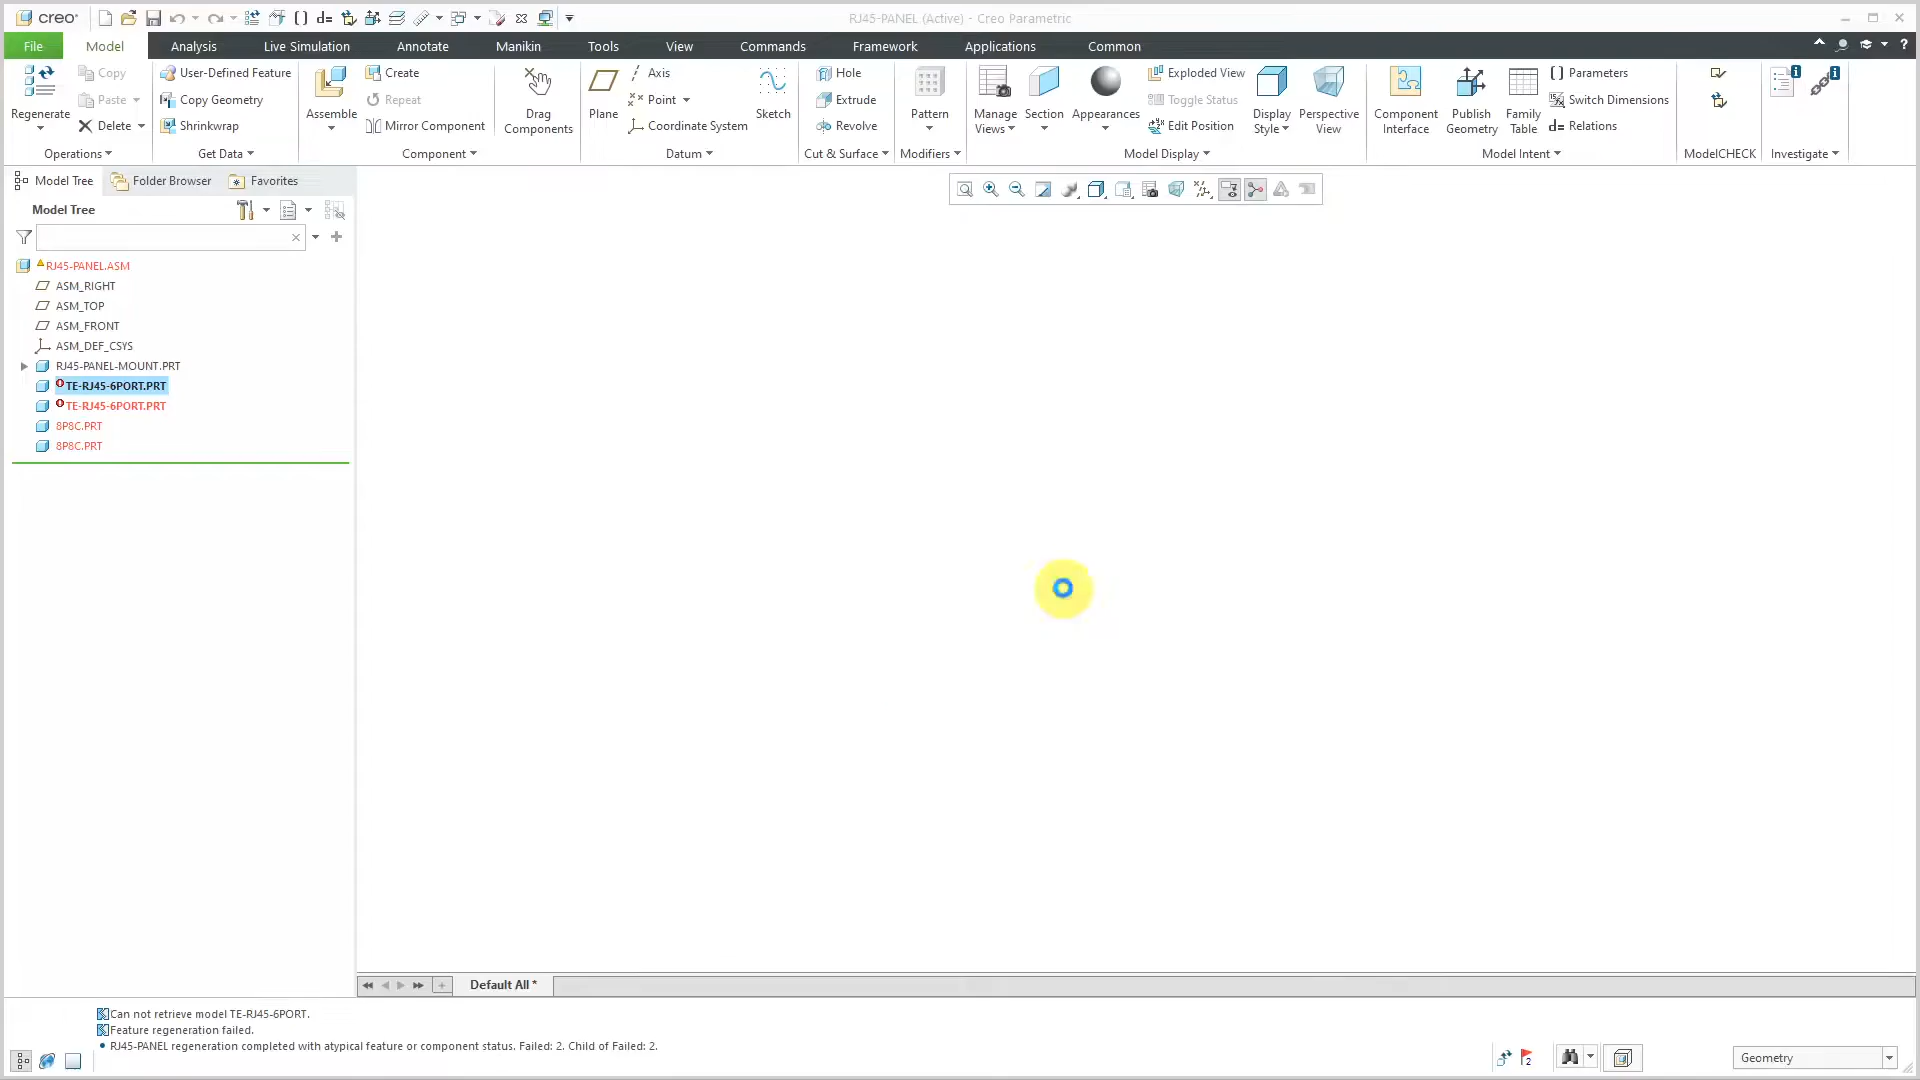 creo
RJ45-PANEL (Active) - Creo Parametric
File
Model
Analysis
Live Simulation
Annotate
Manikin
Tools
View
Commands
Framework
Applications
Common
Regenerate
Copy
Paste
Delete
Operations
User-Defined Feature
Copy Geometry
Shrinkwrap
Get Data
Assemble
Create
Repeat
Mirror Component
Component
Drag
Components
Plane
Axis
Point
Coordinate System
Sketch
Datum
Hole
Extrude
Revolve
Cut & Surface
Pattern
Modifiers
Manage
Views
Section
Appearances
Exploded View
Toggle Status
Edit Position
Display
Style
Perspective
View
Model Display
Component
Interface
Publish
Geometry
Family
Table
Parameters
Switch Dimensions
d= Relations
Model Intent
ModelCHECK
Investigate
Model Tree
Folder Browser
Favorites
Model Tree
RJ45-PANEL.ASM
ASM_RIGHT
ASM_TOP
ASM_FRONT
ASM_DEF_CSYS
RJ45-PANEL-MOUNT.PRT
TE-RJ45-6PORT.PRT
TE-RJ45-6PORT.PRT
8P8C.PRT
8P8C.PRT
Default All *
Can not retrieve model TE-RJ45-6PORT.
Feature regeneration failed.
RJ45-PANEL regeneration completed with atypical feature or component status. Failed: 2. Child of Failed: 2.
2
Geometry